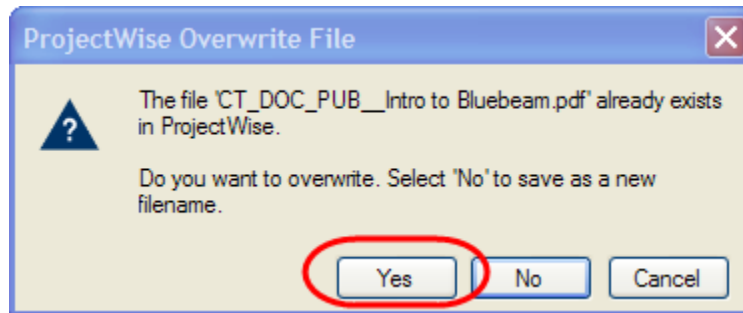 ProjectWise Overwrite File
The file 'CT_DOC_PUB__Intro to Bluebeam.pdf' already exists
in ProjectWise.
Do you want to overwrite. Select 'No' to save as a new
filename.
Yes No Cancel